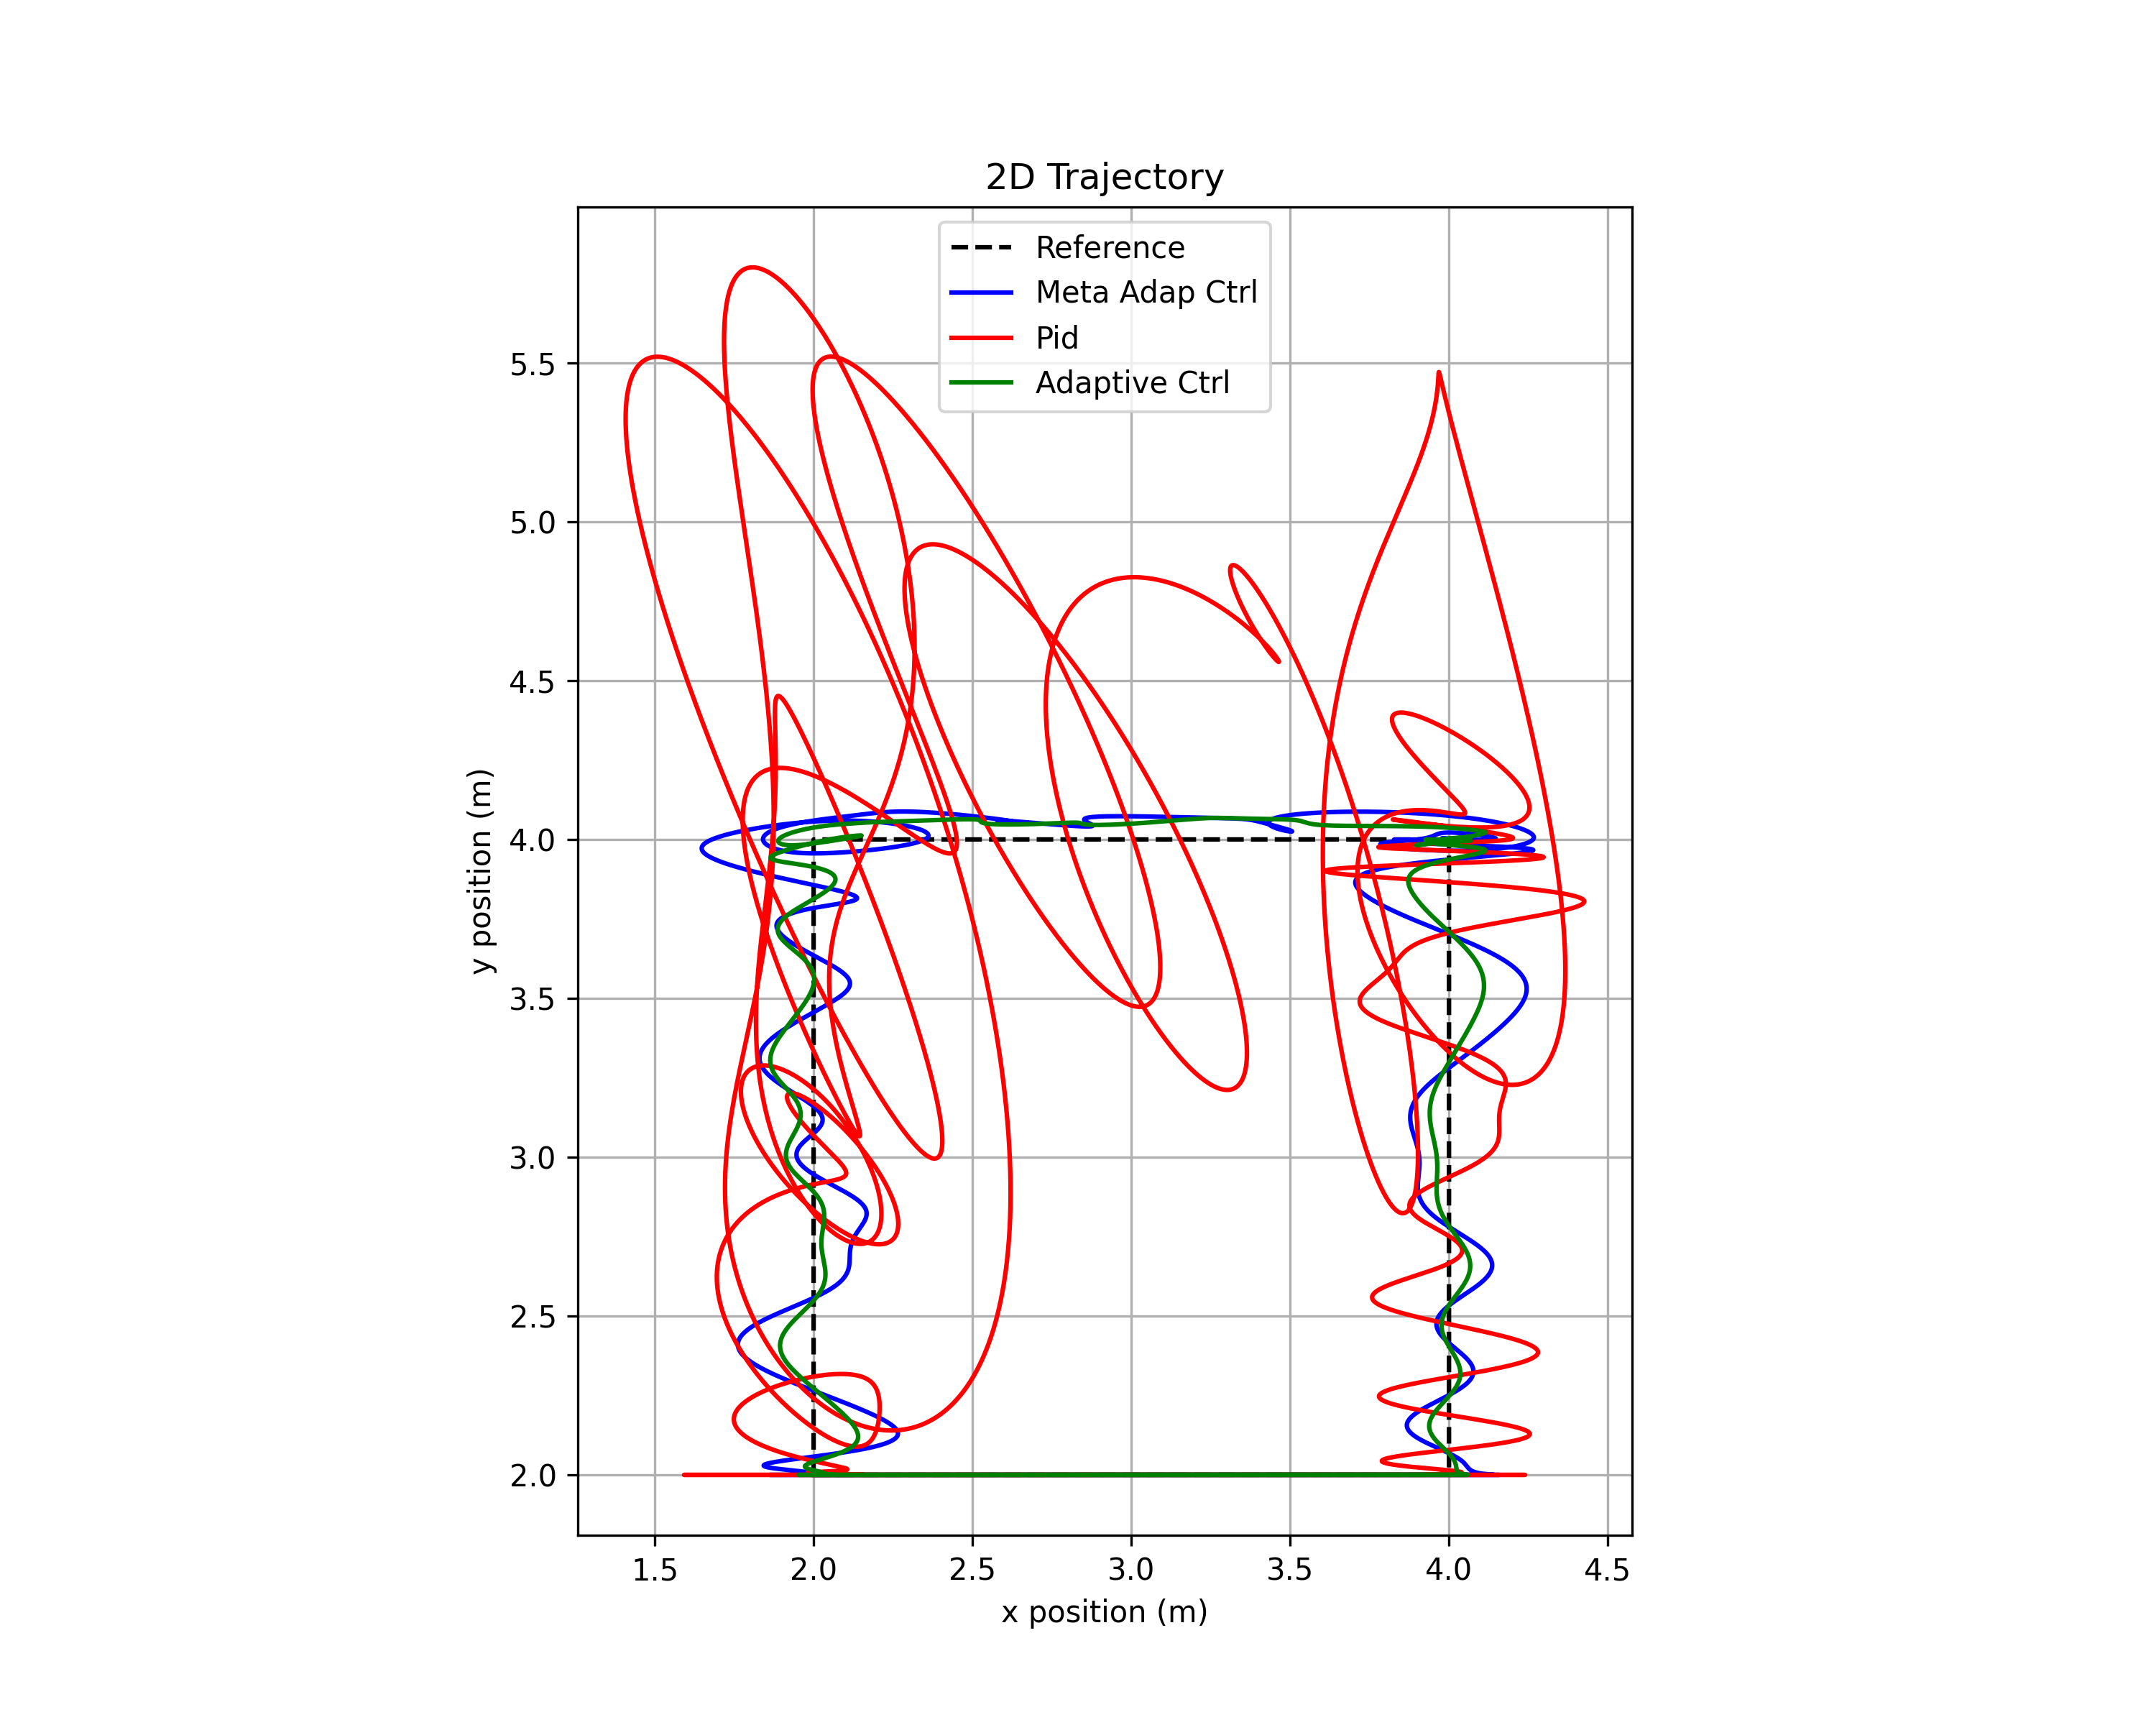 2D Trajectory
Reference
Meta Adap Ctrl
Pid
Adaptive Ctrl
5.5
5.0
4.5
4.0
3.5
3.0
2.5
2.0
y position (m)
1.5 2.0 2.5 3.0 3.5 4.0 4.5
x position (m)